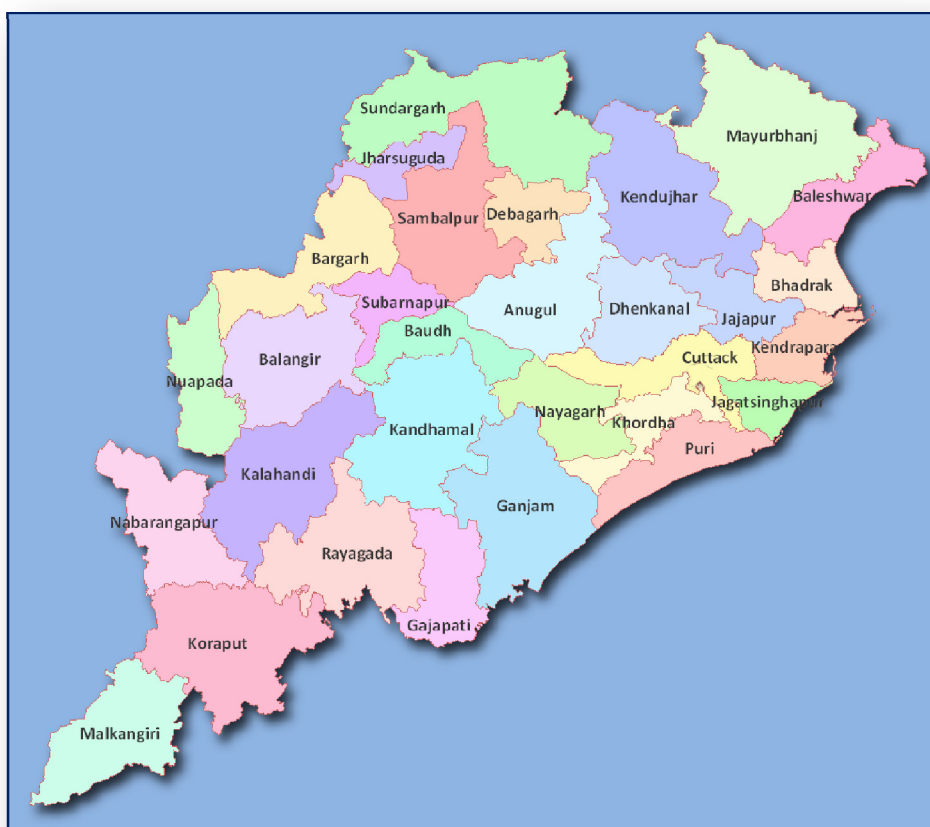 Sundargarh
Mayurbhanj
Jharsuguda
Kendujhar
Baleshwar
Sambalpur
Debagarh
Bargarh
Bhadrak
Subarnapur
Anugul
Dhenkanal
Jajapur
Baudh
Kendrapara
Balangir
Cuttack
Nuapada
Jagatsinghapur
Nayagarh
Khordha
Kandhamal
Puri
Kalahandi
Ganjam
Nabarangapur
Rayagada
Gajapati
Koraput
Malkangiri